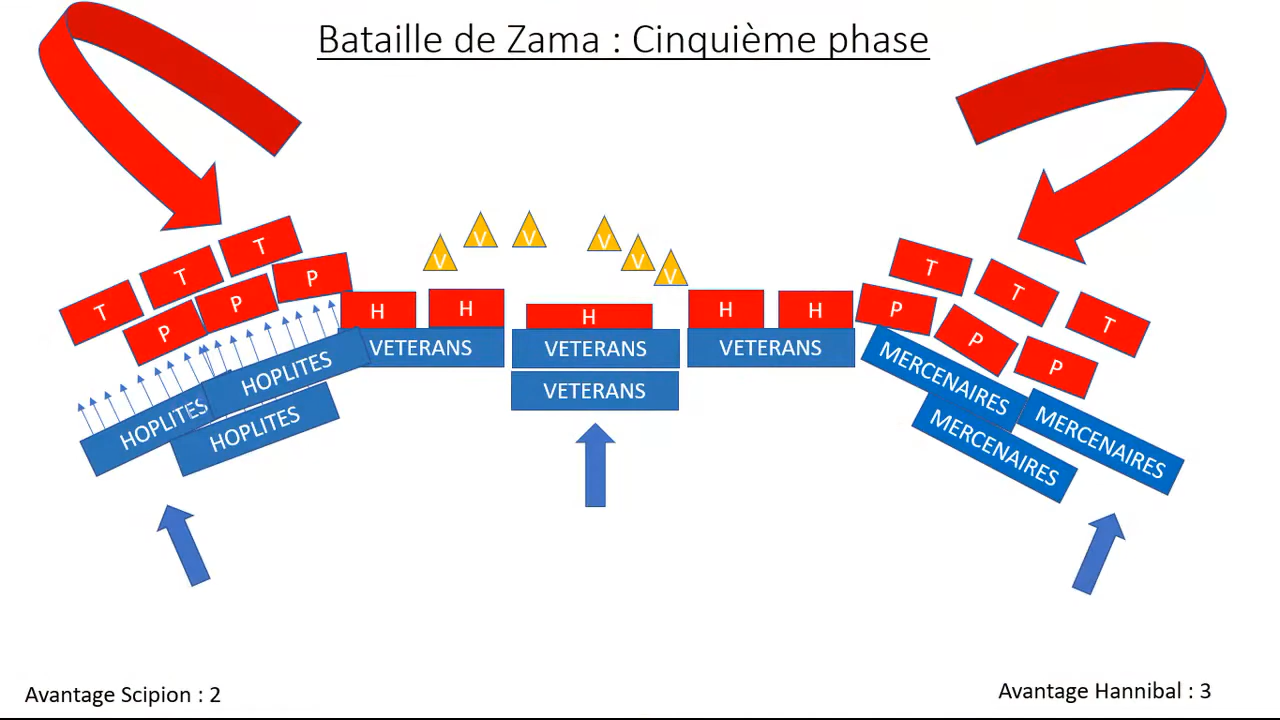 Bataille de Zama : Cinquième phase
V V V V V V
T T T T T T
P P P P P P
H H H H H
VETERANS VETERANS VETERANS
VETERANS
HOPLITES HOPLITES
HOPLITES
MERCENAIRES MERCENAIRES
MERCENAIRES
Avantage Scipion : 2
Avantage Hannibal : 3